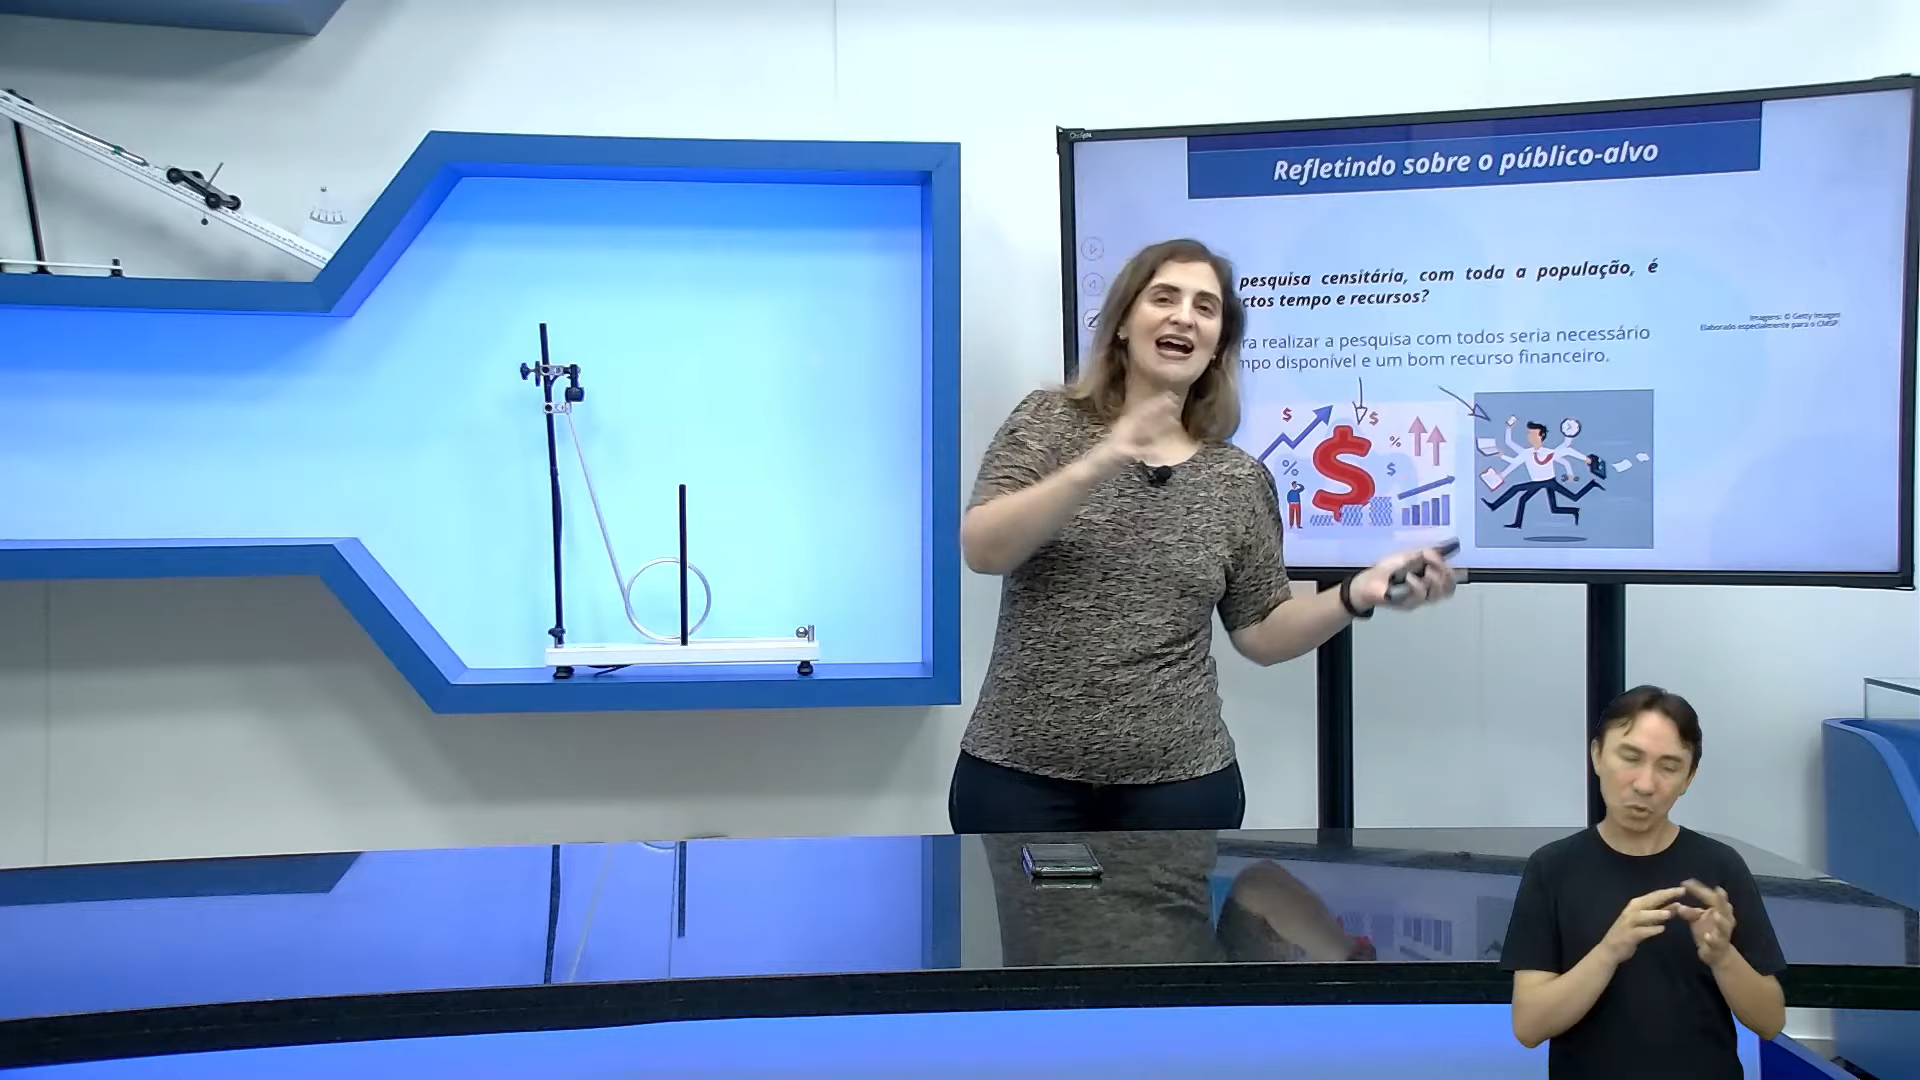 Refletindo sobre o público-alvo
pesquisa censitária, com toda a população, é
ectos tempo e recursos?
Imagens: © Getty Images
Elaborado especialmente para o CMSP.
ra realizar a pesquisa com todos seria necessário
mpo disponível e um bom recurso financeiro.
$
$
%
%
$
$